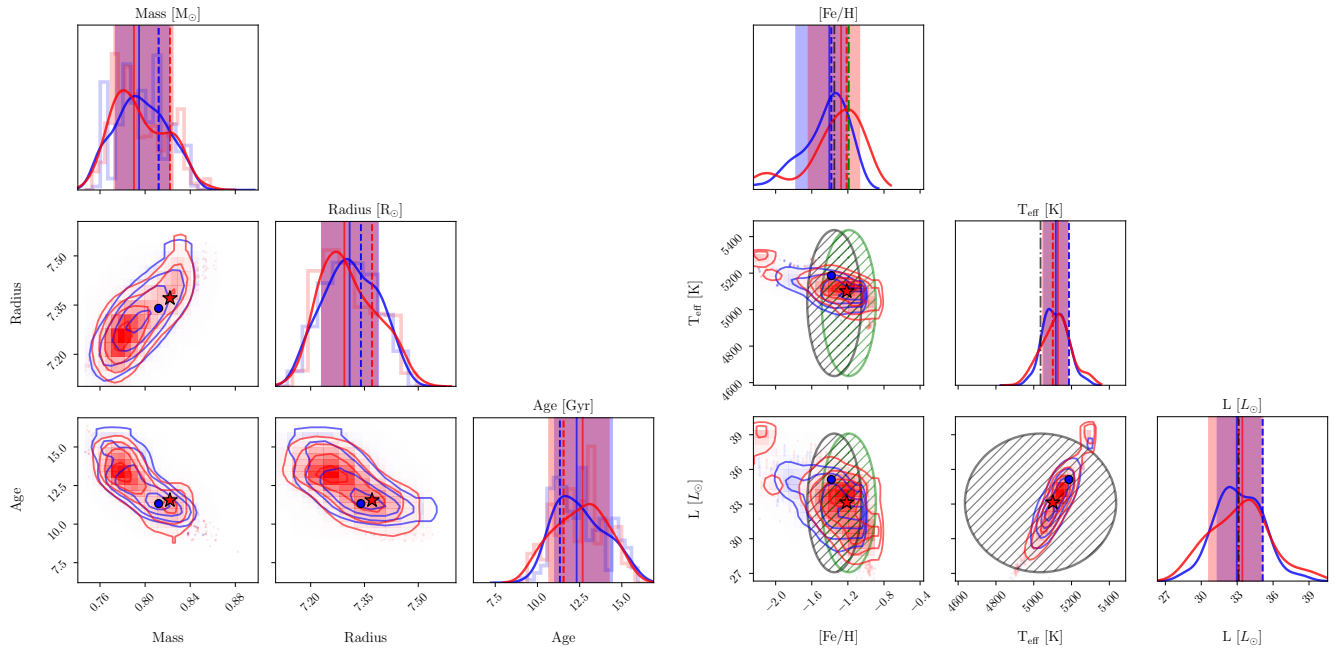 Mass [M⊙]
[Fe/H]
Radius [R⊙]
T_eff [K]
Radius
7.50
7.35
7.20
T_eff [K]
5400
5200
5000
4800
4600
Age [Gyr]
L [L⊙]
Age
15.0
12.5
10.0
7.5
L [L⊙]
39
36
33
30
27
0.76 0.80 0.84 0.88
7.20 7.35 7.50
7.5 10.0 12.5 15.0
−2.0 −1.6 −1.2 −0.8 −0.4
4600 4800 5000 5200 5400
27 30 33 36 39
Mass Radius Age
[Fe/H] T_eff [K] L [L⊙]